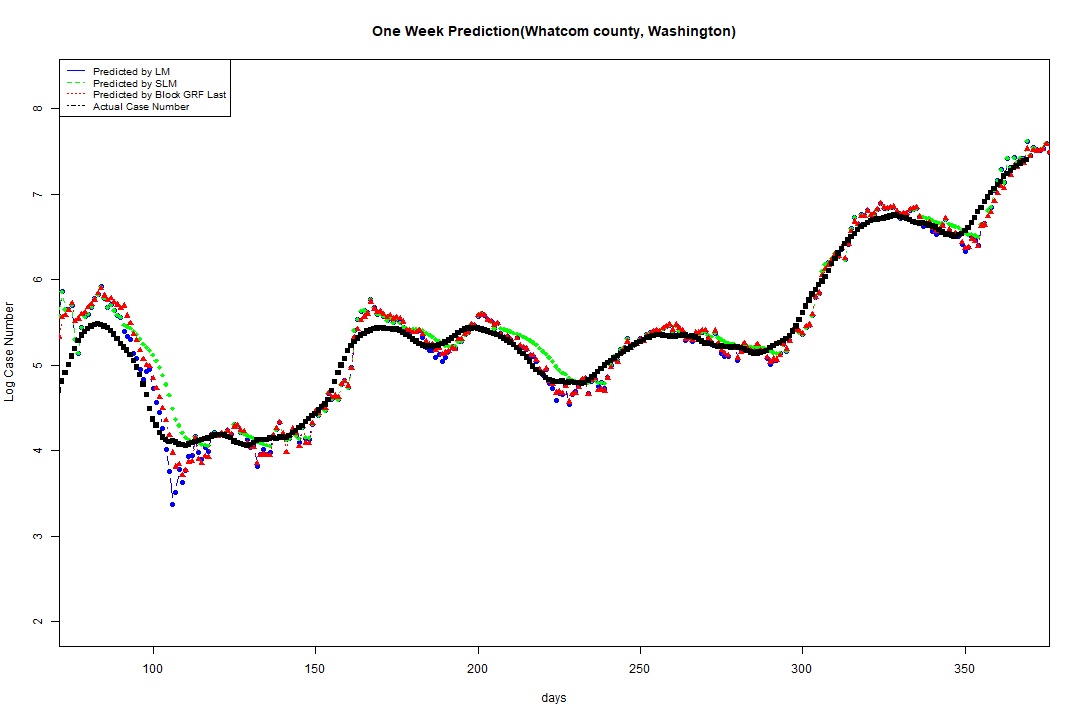 One Week Prediction(Whatcom county, Washington)
Predicted by LM
Predicted by SLM
Predicted by Block GRF Last
Actual Case Number
8
7
6
5
4
3
2
Log Case Number
100 150 200 250 300 350
days